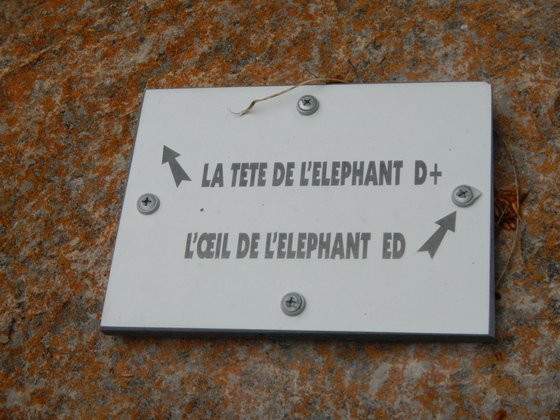 LA TETE DE L'ELEPHANT D+
L'ŒIL DE L'ELEPHANT ED